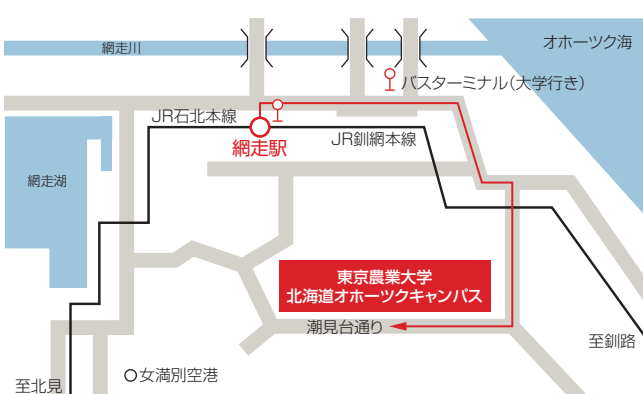 オホーツク海
網走川
バスターミナル(大学行き)
JR石北本線
JR釧網本線
網走駅
網走湖
東京農業大学
北海道オホーツクキャンパス
潮見台通り
至釧路
女満別空港
至北見